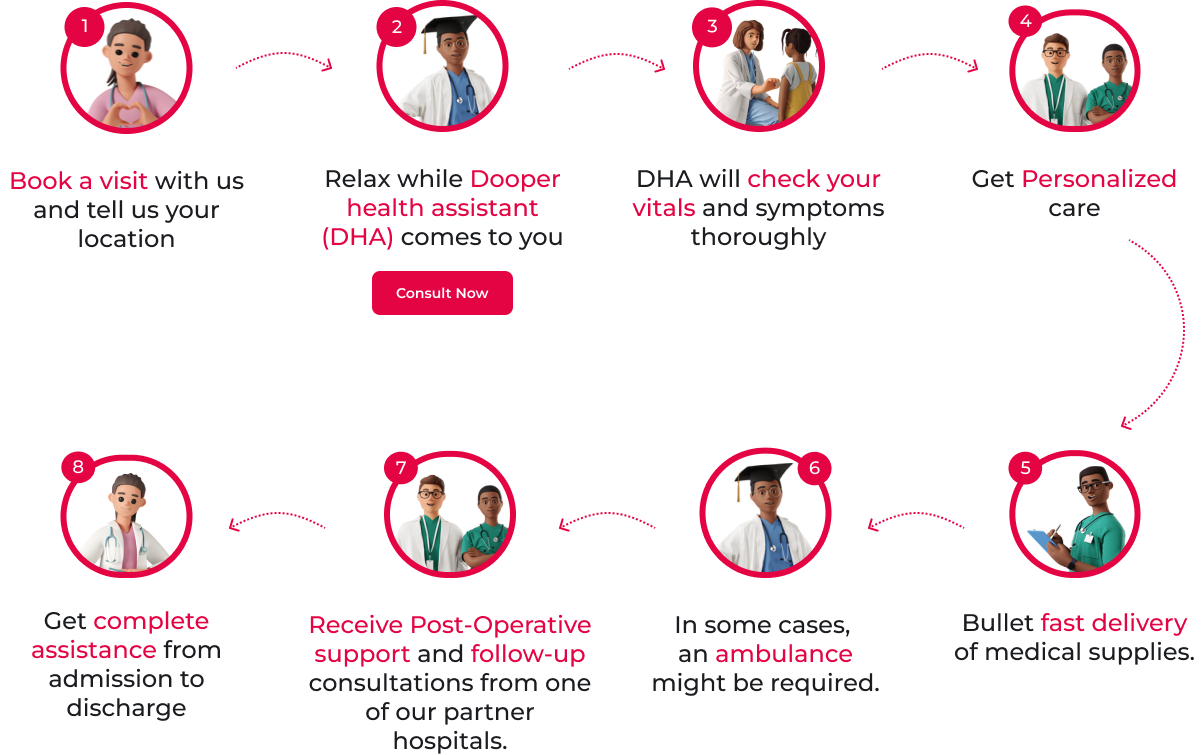 1
Book a visit with us
and tell us your
location
2
Relax while Dooper
health assistant
(DHA) comes to you
Consult Now
3
DHA will check your
vitals and symptoms
thoroughly
4
Get Personalized
care
5
Bullet fast delivery
of medical supplies.
6
In some cases,
an ambulance
might be required.
7
Receive Post-Operative
support and follow-up
consultations from one
of our partner
hospitals.
8
Get complete
assistance from
admission to
discharge